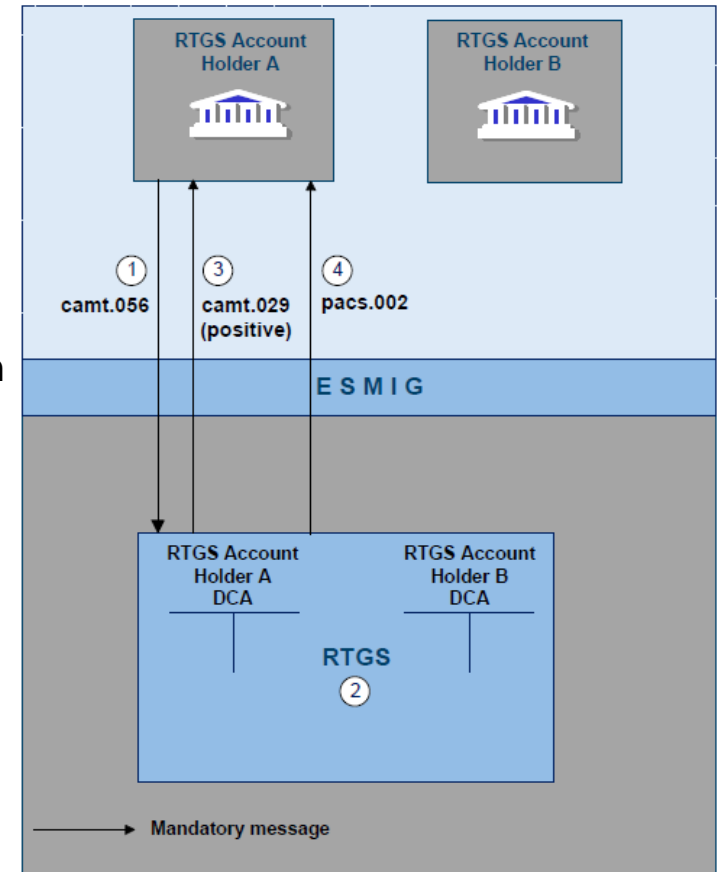 RTGS Account
Holder A
RTGS Account
Holder B
1
camt.056
3
camt.029
(positive)
4
pacs.002
n
E S M I G
RTGS Account
Holder A
DCA
RTGS Account
Holder B
DCA
RTGS
2
Mandatory message